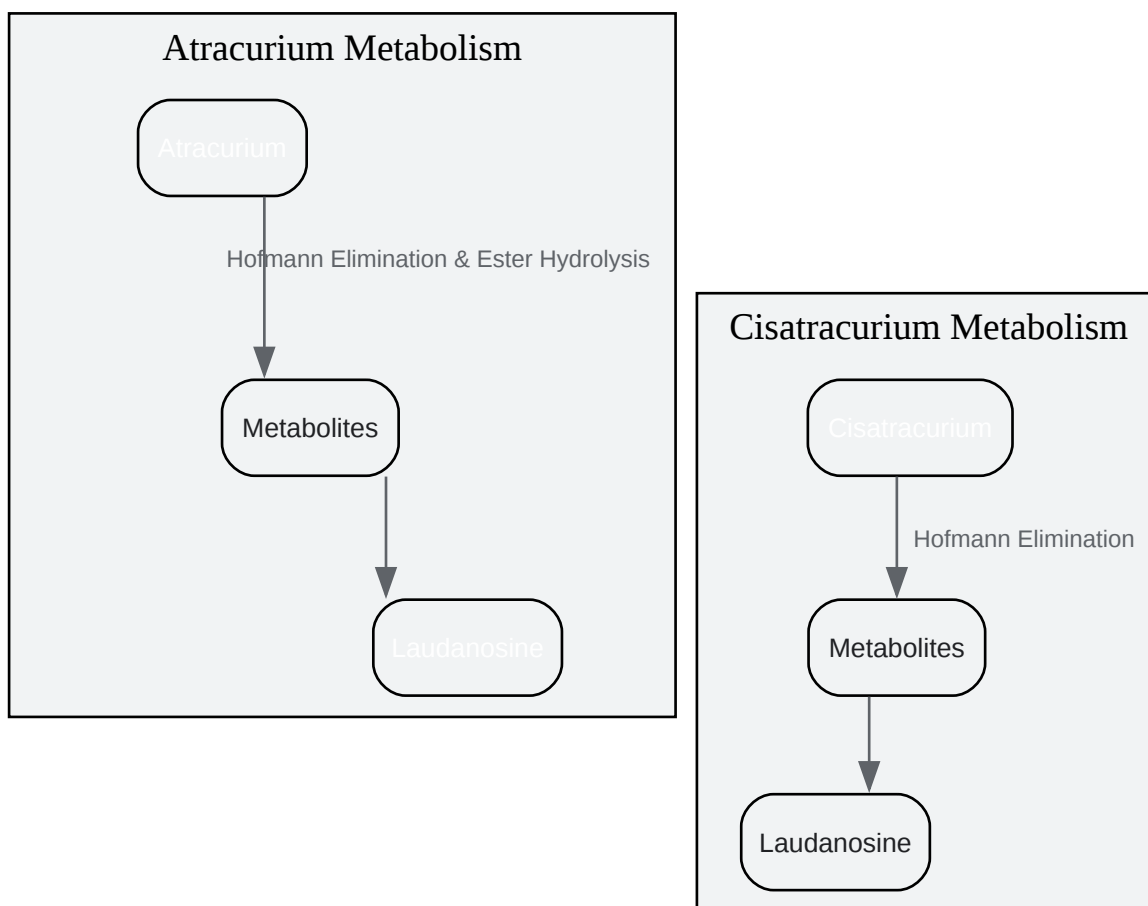 Atracurium Metabolism
Atracurium
Hofmann Elimination & Ester Hydrolysis
Metabolites
Laudanosine
Cisatracurium Metabolism
Cisatracurium
Hofmann Elimination
Metabolites
Laudanosine